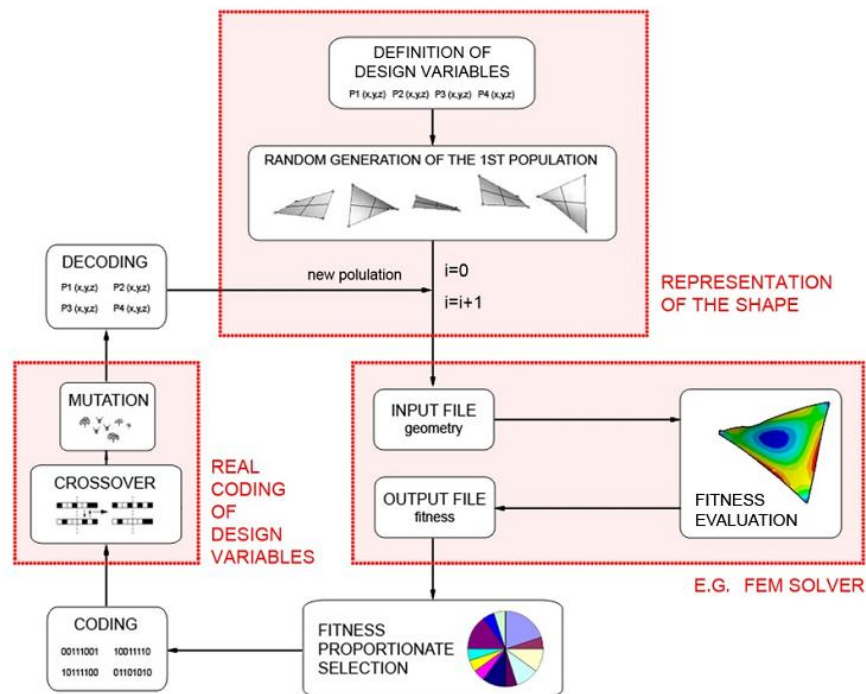 DEFINITION OF
DESIGN VARIABLES
P1 (x,y,z) P2 (x,y,z) P3 (x,y,z) P4 (x,y,z)
RANDOM GENERATION OF THE 1ST POPULATION
DECODING
P1 (x,y,z) P2 (x,y,z)
P3 (x,y,z) P4 (x,y,z)
new polulation
i=0
i=i+1
REPRESENTATION
OF THE SHAPE
MUTATION
CROSSOVER
REAL
CODING
OF
DESIGN
VARIABLES
INPUT FILE
geometry
OUTPUT FILE
fitness
FITNESS
EVALUATION
E.G. FEM SOLVER
CODING
00111001 10011110
10111100 01101010
FITNESS
PROPORTIONATE
SELECTION